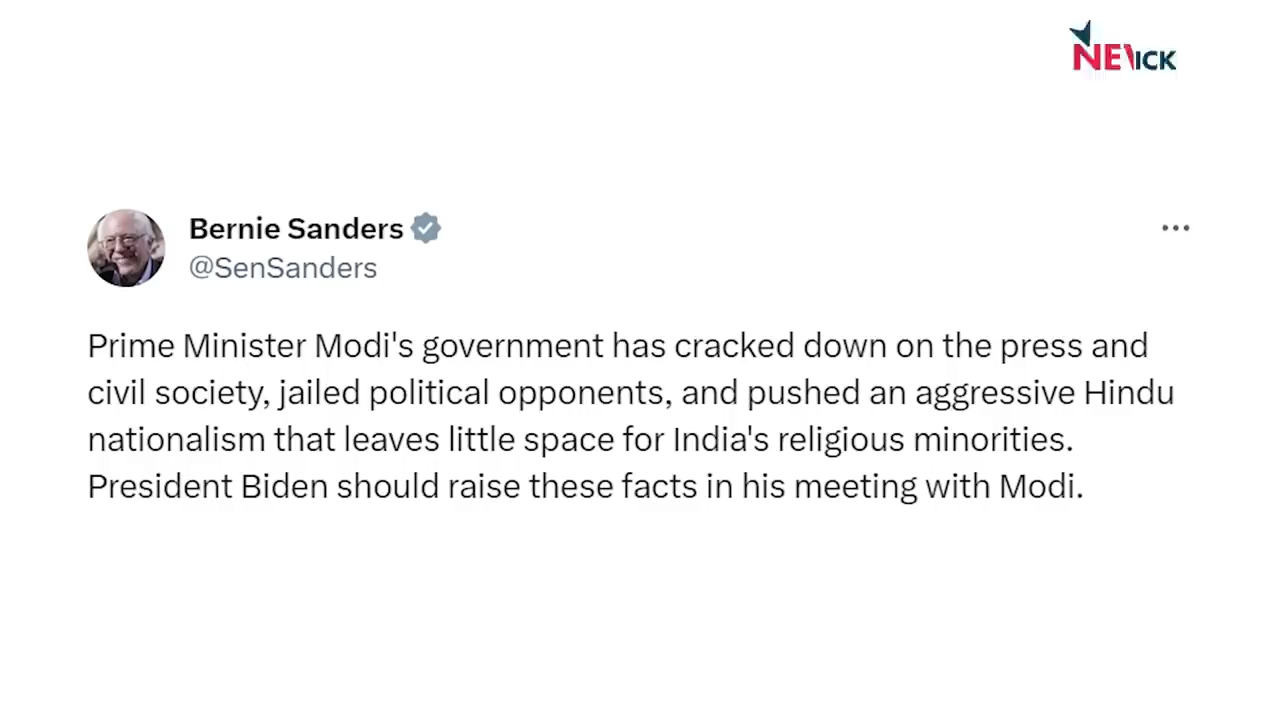 NEWICK
Bernie Sanders
@SenSanders
Prime Minister Modi's government has cracked down on the press and
civil society, jailed political opponents, and pushed an aggressive Hindu
nationalism that leaves little space for India's religious minorities.
President Biden should raise these facts in his meeting with Modi.